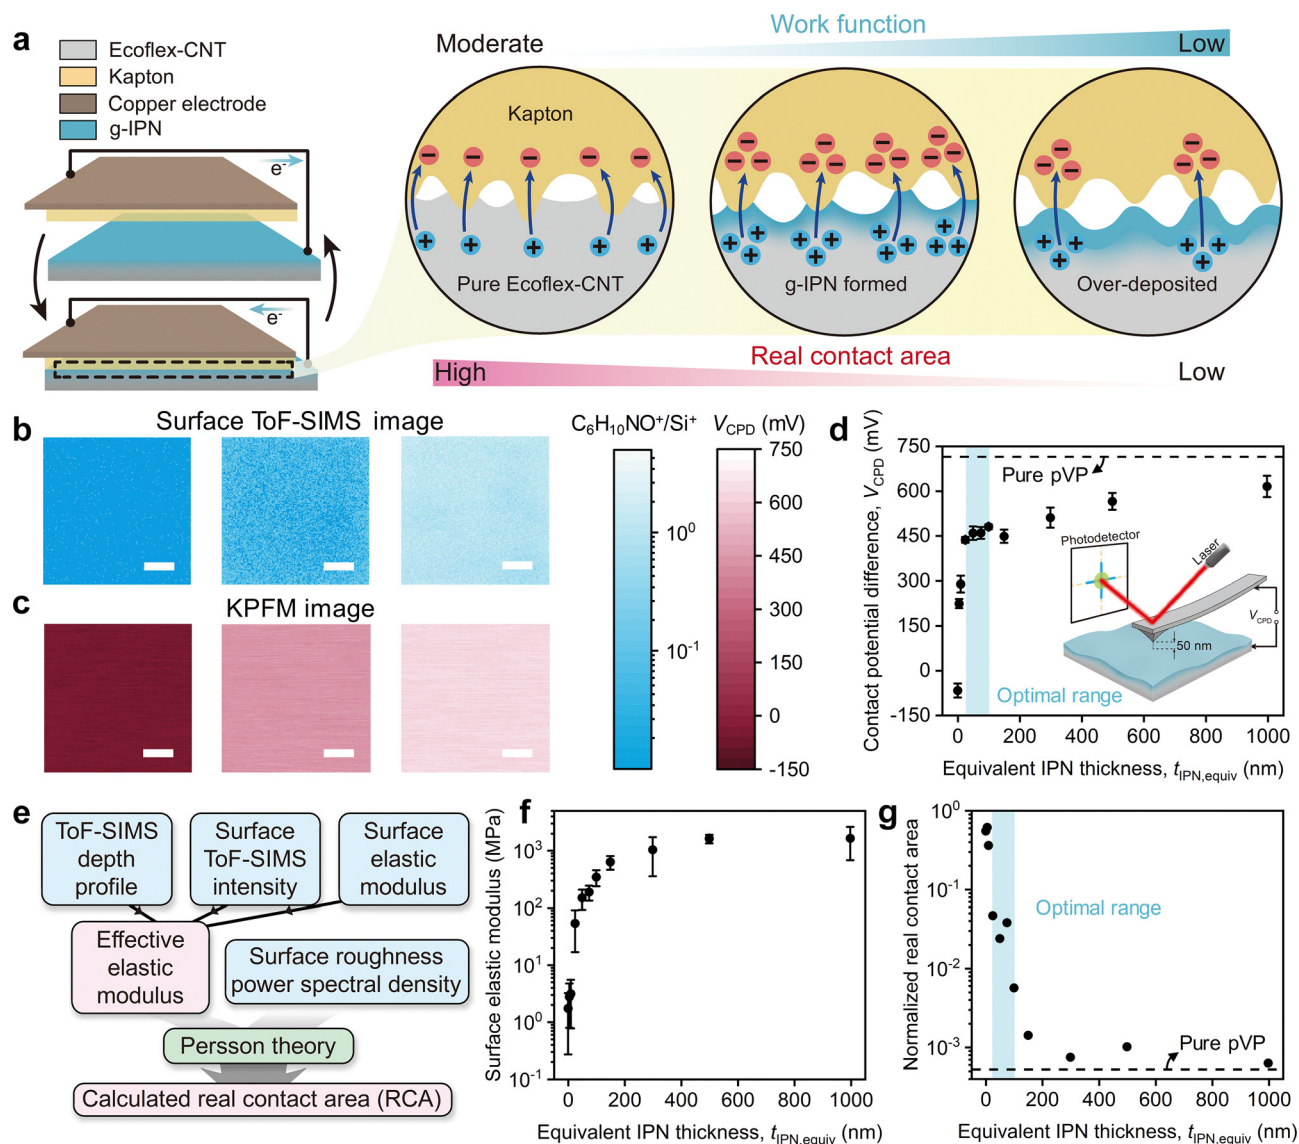 a
Ecoflex-CNT
Kapton
Copper electrode
g-IPN
e-
e-
Work function
Moderate
Low
Kapton
Pure Ecoflex-CNT
g-IPN formed
Over-deposited
Real contact area
High
Low
b
Surface ToF-SIMS image
C6H10NO+/Si+
VCPD (mV)
10^0
10^-1
750
600
450
300
150
0
-150
c
KPFM image
d
Contact potential difference, VCPD (mV)
750
600
450
300
150
0
-150
Pure pVP
Photodetector
Laser
VCPD
50 nm
Optimal range
0
200
400
600
800
1000
Equivalent IPN thickness, tIPN,equiv (nm)
e
ToF-SIMS
depth
profile
Surface
ToF-SIMS
intensity
Surface
elastic
modulus
Effective
elastic
modulus
Surface roughness
power spectral density
Persson theory
Calculated real contact area (RCA)
f
Surface elastic modulus (MPa)
10^3
10^2
10^1
10^0
10^-1
0
200
400
600
800
1000
Equivalent IPN thickness, tIPN,equiv (nm)
g
Normalized real contact area
10^0
10^-1
10^-2
10^-3
Optimal range
Pure pVP
0
200
400
600
800
1000
Equivalent IPN thickness, tIPN,equiv (nm)